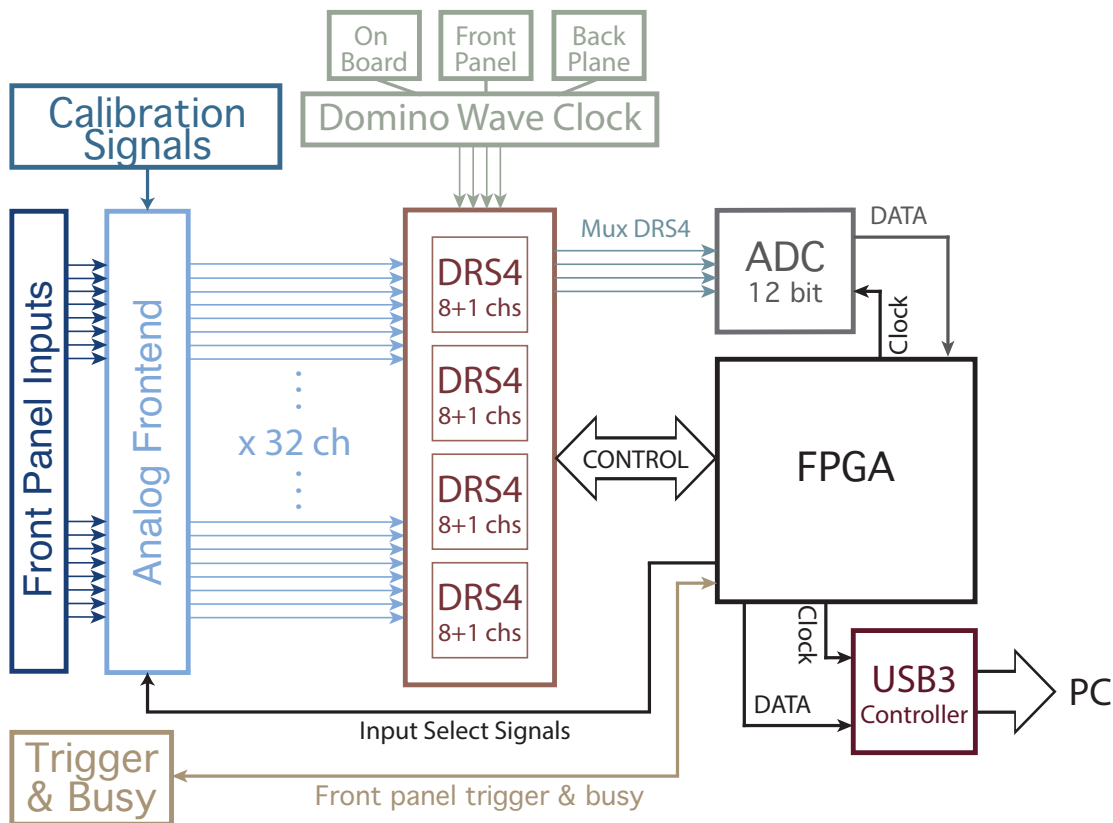 On
Board
Front
Panel
Back
Plane
Domino Wave Clock
Calibration
Signals
Front Panel Inputs
Analog Frontend
x 32 ch
DRS4
8+1 chs
DRS4
8+1 chs
DRS4
8+1 chs
DRS4
8+1 chs
Mux DRS4
ADC
12 bit
DATA
Clock
CONTROL
FPGA
Clock
DATA
USB3
Controller
PC
Input Select Signals
Trigger
& Busy
Front panel trigger & busy